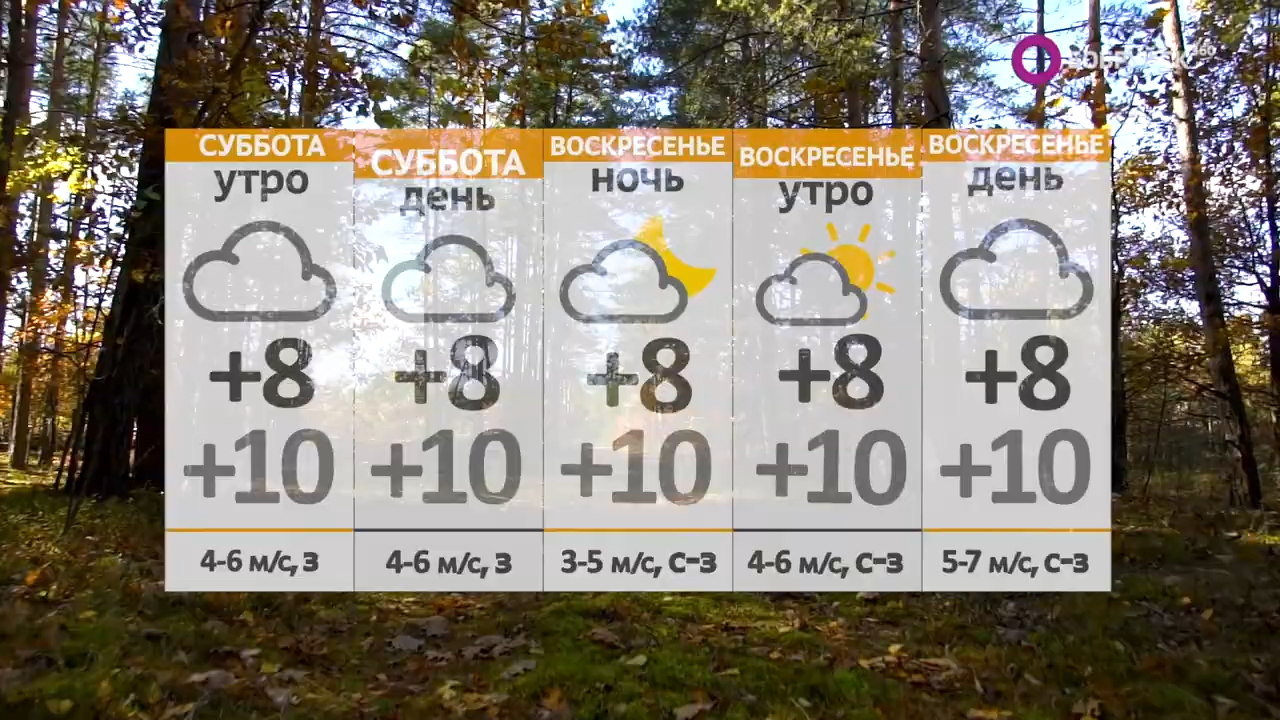 СУББОТА
утро
+8
+10
4-6 м/с, З
СУББОТА
день
+8
+10
4-6 м/с, З
ВОСКРЕСЕНЬЕ
ночь
+8
+10
3-5 м/с, С-З
ВОСКРЕСЕНЬЕ
утро
+8
+10
4-6 м/с, С-З
ВОСКРЕСЕНЬЕ
день
+8
+10
5-7 м/с, С-З
360